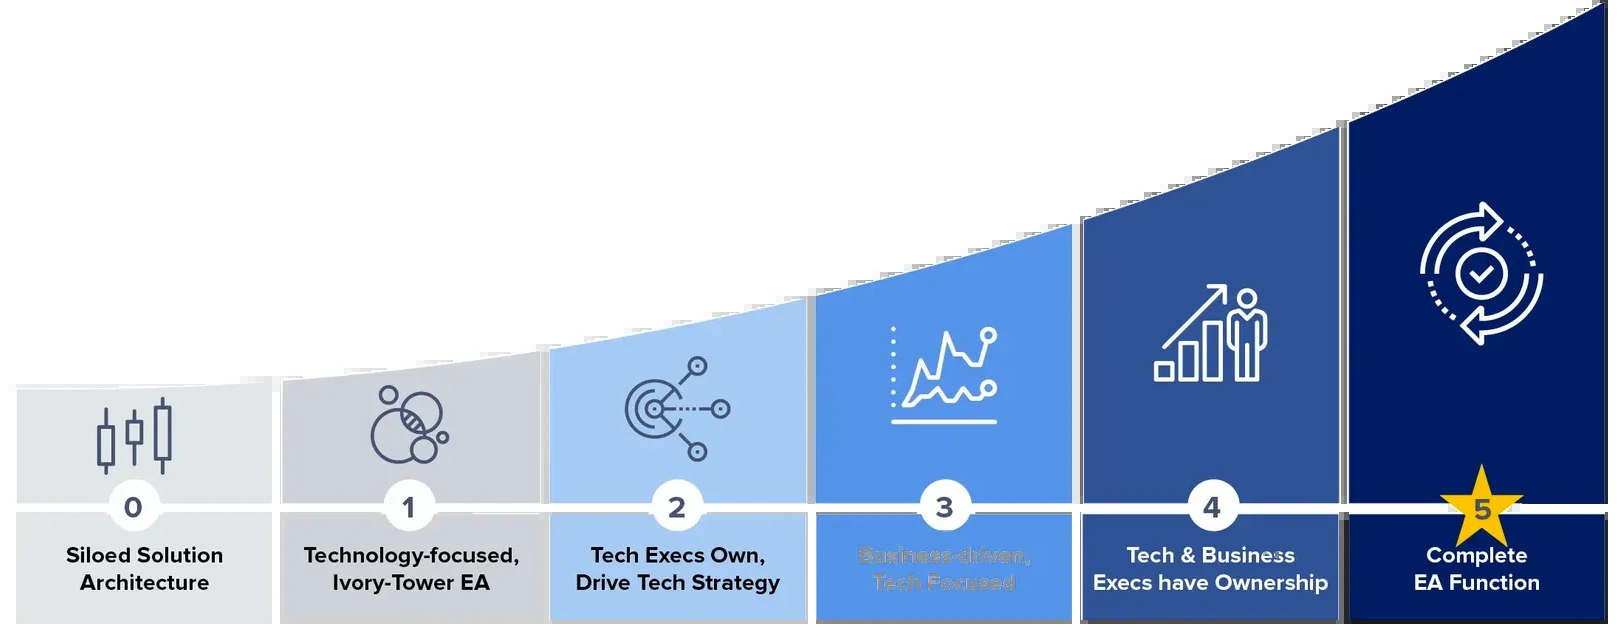 0
Siloed Solution
Architecture
1
Technology-focused,
Ivory-Tower EA
2
Tech Execs Own,
Drive Tech Strategy
3
Business-driven,
Tech Focused
4
Tech & Business
Execs have Ownership
5
Complete
EA Function